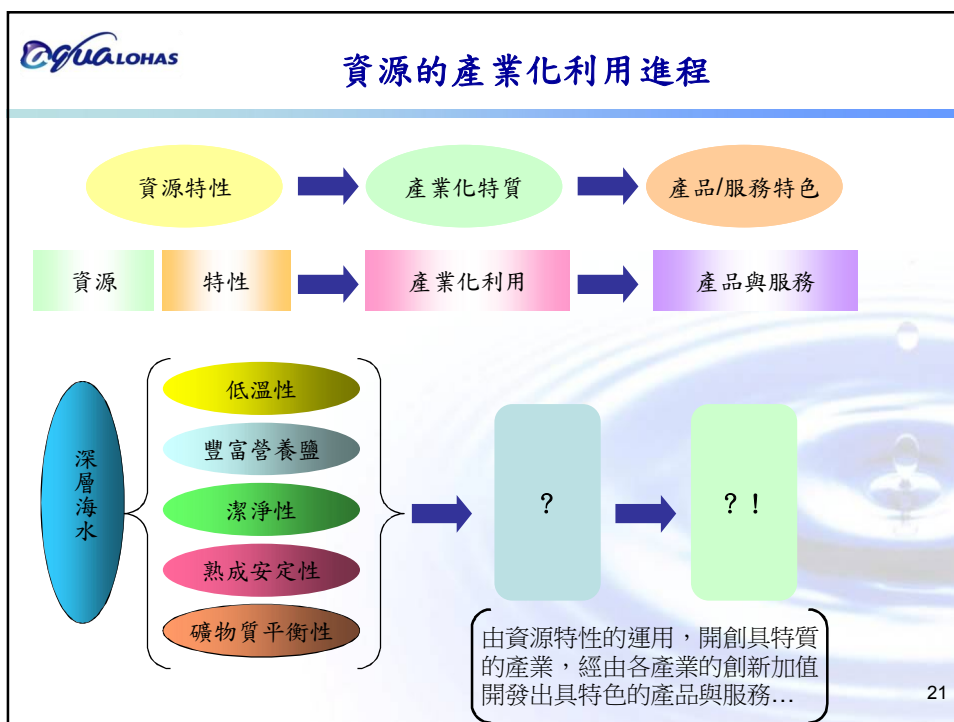 aquaLOHAS
資源的產業化利用進程
資源特性
產業化特質
產品/服務特色
資源
特性
產業化利用
產品與服務
深層海水
低溫性
豐富營養鹽
潔淨性
熟成安定性
礦物質平衡性
?
? !
由資源特性的運用，開創具特質
的產業，經由各產業的創新加值
開發出具特色的產品與服務…
21